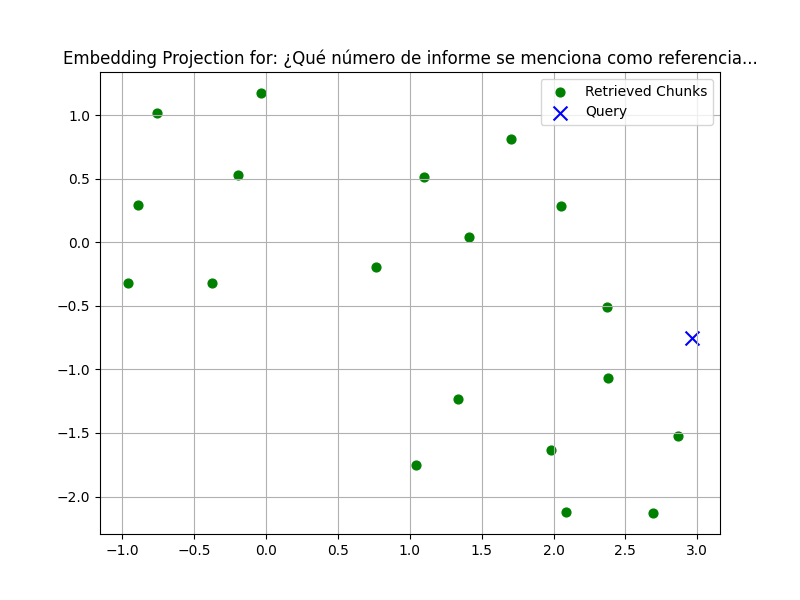 Embedding Projection for: ¿Qué número de informe se menciona como referencia...
Retrieved Chunks
Query
1.0
0.5
0.0
−0.5
−1.0
−1.5
−2.0
−1.0 −0.5 0.0 0.5 1.0 1.5 2.0 2.5 3.0